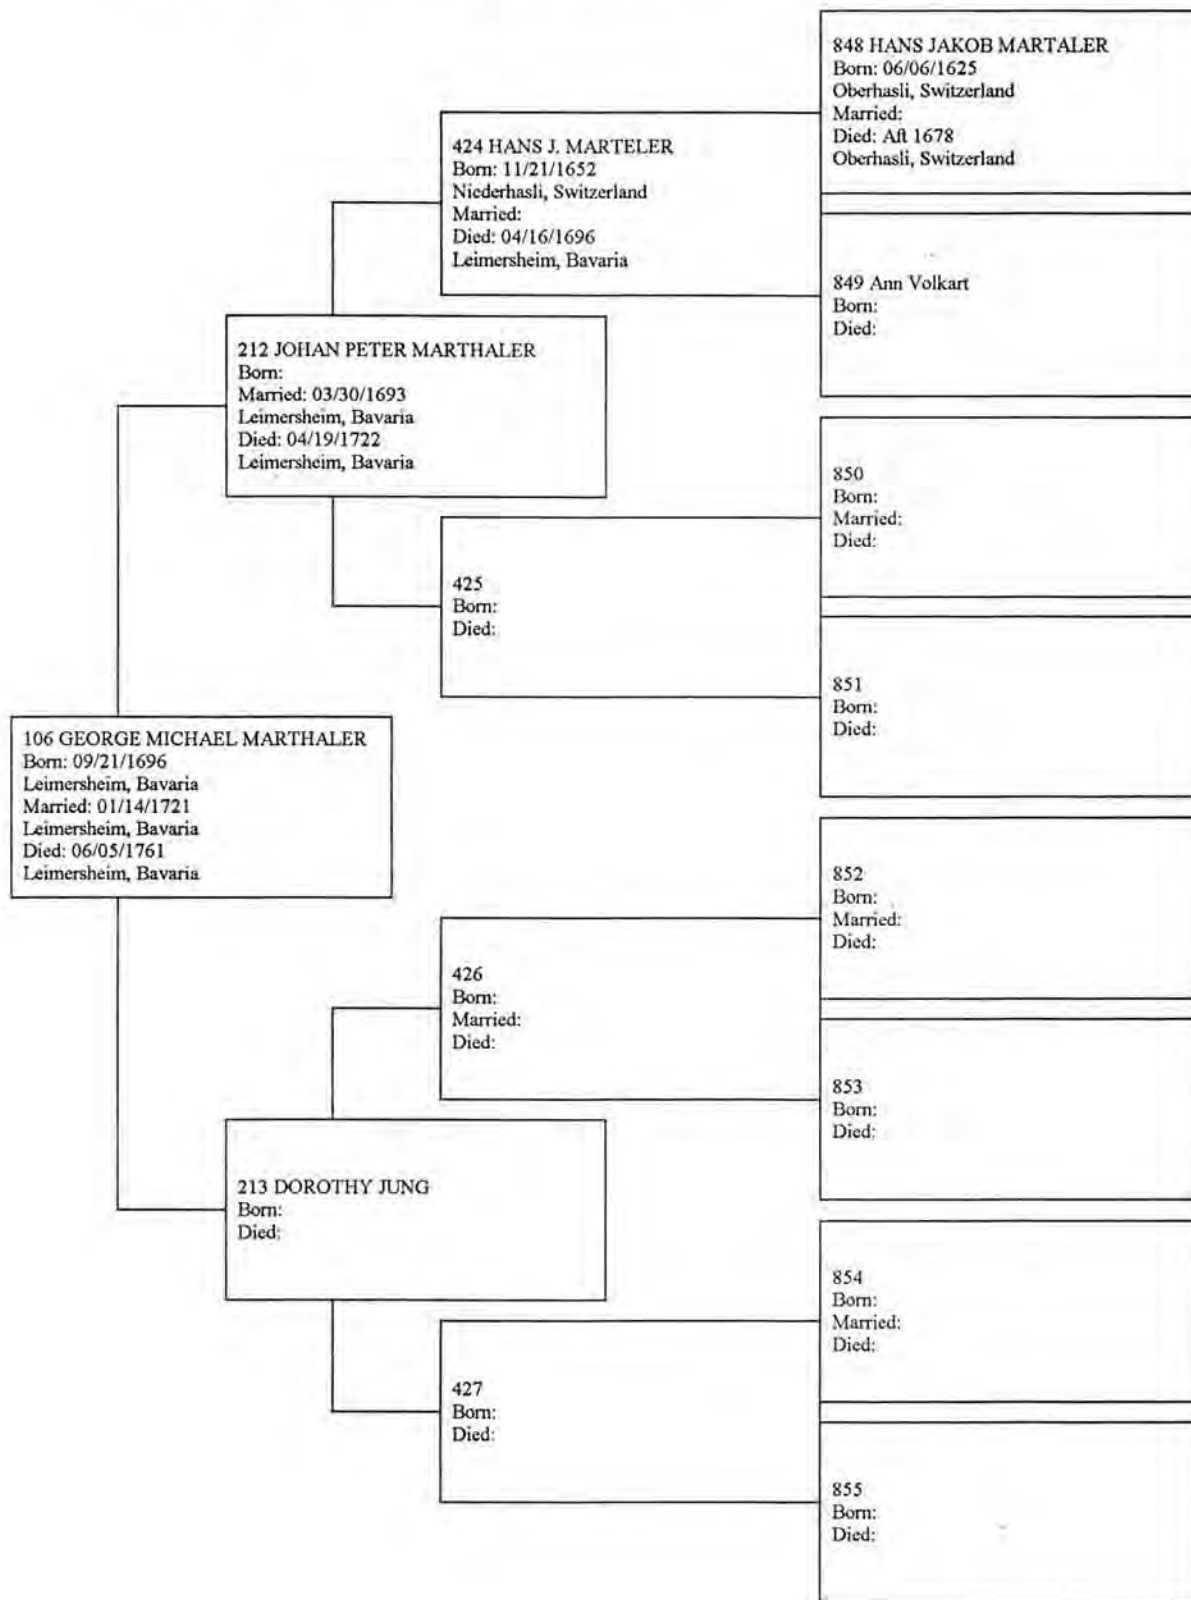 848 HANS JAKOB MARTALER
Born: 06/06/1625
Oberhasli, Switzerland
Married:
Died: Aft 1678
Oberhasli, Switzerland
424 HANS J. MARTELER
Born: 11/21/1652
Niederhasli, Switzerland
Married:
Died: 04/16/1696
Leimersheim, Bavaria
849 Ann Volkart
Born:
Died:
212 JOHAN PETER MARTHALER
Born:
Married: 03/30/1693
Leimersheim, Bavaria
Died: 04/19/1722
Leimersheim, Bavaria
850
Born:
Married:
Died:
425
Born:
Died:
851
Born:
Died:
106 GEORGE MICHAEL MARTHALER
Born: 09/21/1696
Leimersheim, Bavaria
Married: 01/14/1721
Leimersheim, Bavaria
Died: 06/05/1761
Leimersheim, Bavaria
852
Born:
Married:
Died:
426
Born:
Married:
Died:
853
Born:
Died:
213 DOROTHY JUNG
Born:
Died:
854
Born:
Married:
Died:
427
Born:
Died:
855
Born:
Died: